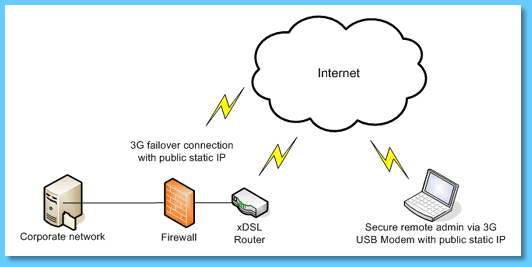 Internet
3G failover connection
with public static IP
Corporate network
Firewall
xDSL
Router
Secure remote admin via 3G
USB Modem with public static IP